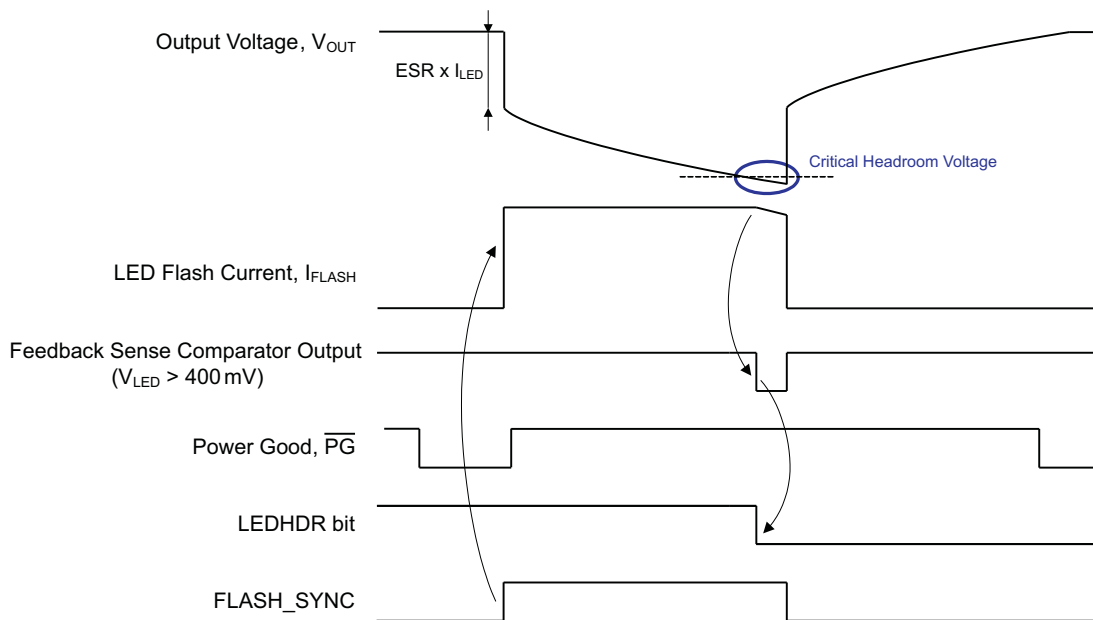 Output Voltage, VOUT
ESR x ILED
Critical Headroom Voltage
LED Flash Current, IFLASH
Feedback Sense Comparator Output
(VLED > 400 mV)
Power Good, PG
LEDHDR bit
FLASH_SYNC